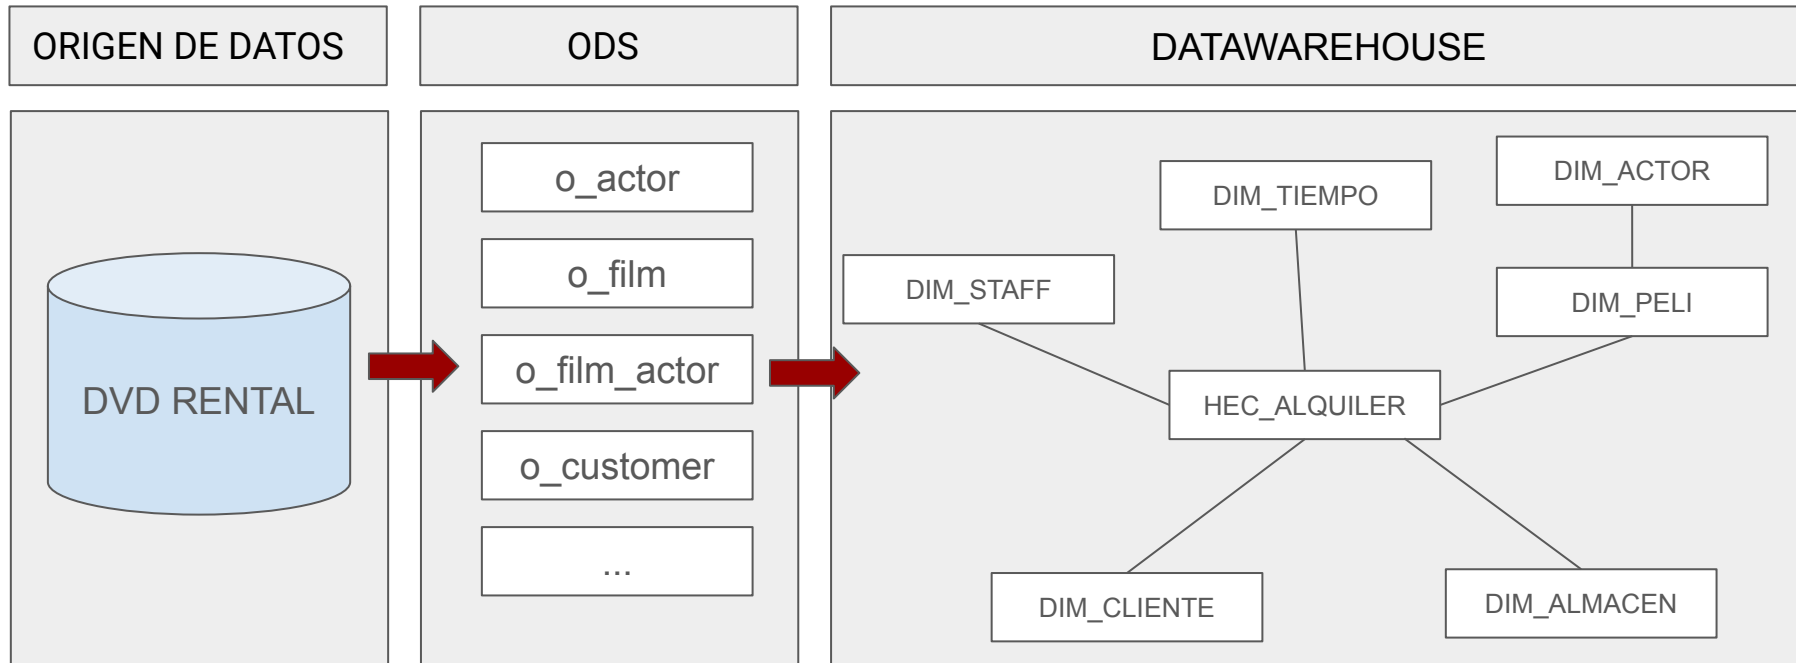 ORIGEN DE DATOS
ODS
DATAWAREHOUSE
DVD RENTAL
o_actor
o_film
o_film_actor
o_customer
...
DIM_TIEMPO
DIM_ACTOR
DIM_STAFF
DIM_PELI
HEC_ALQUILER
DIM_CLIENTE
DIM_ALMACEN